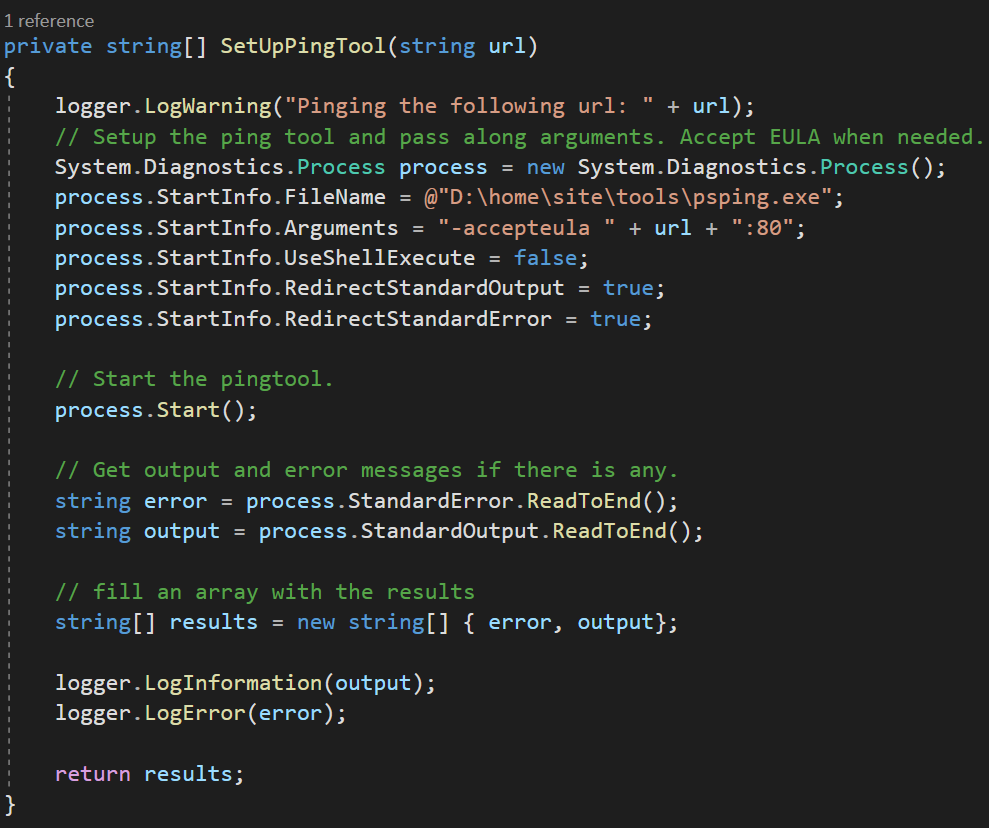 1 reference
private string[] SetUpPingTool(string url)
{
logger.LogWarning("Pinging the following url: " + url);
// Setup the ping tool and pass along arguments. Accept EULA when needed.
System.Diagnostics.Process process = new System.Diagnostics.Process();
process.StartInfo.FileName = @"D:\home\site\tools\psping.exe";
process.StartInfo.Arguments = "-accepteula " + url + ":80";
process.StartInfo.UseShellExecute = false;
process.StartInfo.RedirectStandardOutput = true;
process.StartInfo.RedirectStandardError = true;
// Start the pingtool.
process.Start();
// Get output and error messages if there is any.
string error = process.StandardError.ReadToEnd();
string output = process.StandardOutput.ReadToEnd();
// fill an array with the results
string[] results = new string[] { error, output};
logger.LogInformation(output);
logger.LogError(error);
return results;
}